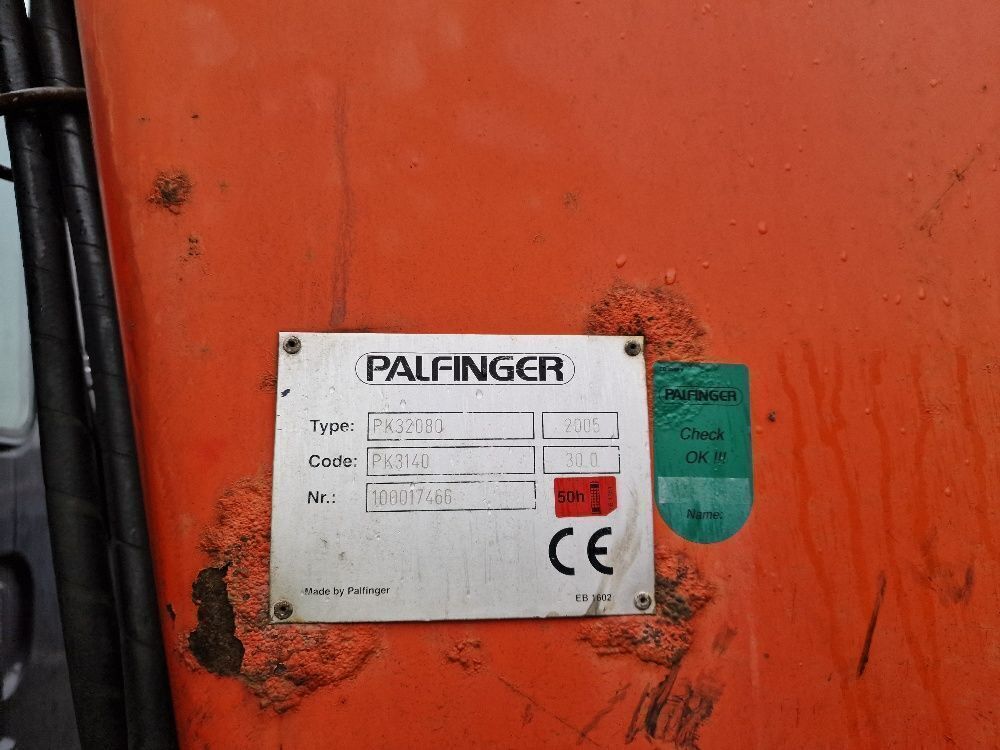 PALFINGER
Type: PK32080 2005
Code: PK3140 30.0
Nr.: 100017466
50h
CE
Made by Palfinger
EB 1602
PALFINGER
Check
OK !!!
Name: